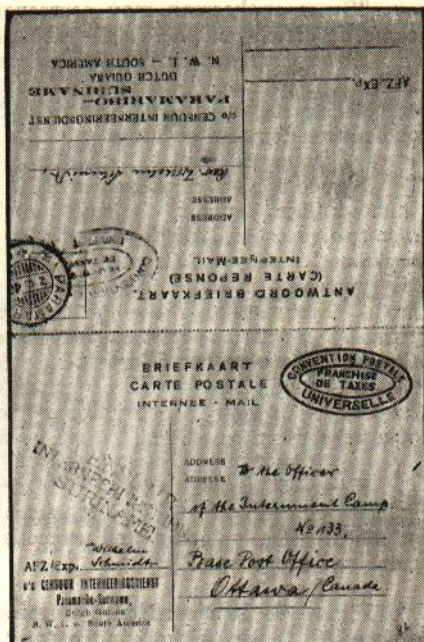 AFZ./EXP.
c/o CENSUUR INTERNEERINGSDIENST
PARAMARIBO—
SURINAME
DUTCH GUIANA
N. W. I. — SOUTH AMERICA
ADDRESS
ADRESSE
ANTWOORD BRIEFKAART.
(CARTE REPONSE)
INTERNEE-MAIL
BRIEFKAART
CARTE POSTALE
INTERNEE - MAIL
CONVENTION POSTALE
FRANCHISE
DE TAXES
UNIVERSELLE
ADDRESS
ADRESSE
To the Officer
of the Internment Camp
No 133,
Base Post Office
Ottawa / Canada
AFZ./Exp. Wilhelm
Schmidt
c/o CENSUUR INTERNEERINGSDIENST
Paramaribo-Suriname,
Dutch Guiana
N. W. I. — South America